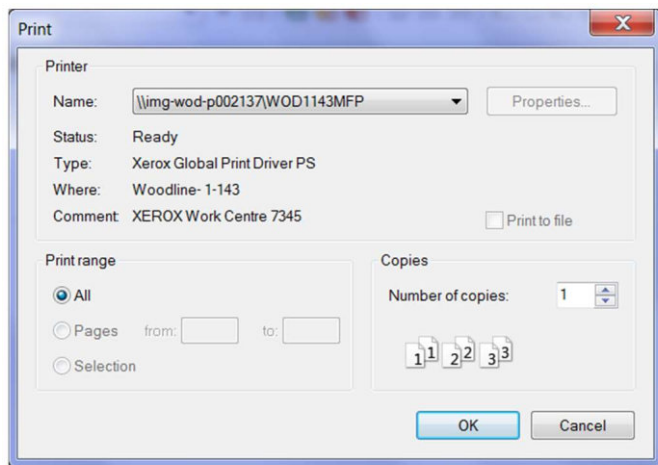 Print
Printer
Name: \\img-wod-p002137\WOD1143MFP Properties...
Status: Ready
Type: Xerox Global Print Driver PS
Where: Woodline- 1-143
Comment: XEROX Work Centre 7345
Print to file
Print range
All
Pages from: to:
Selection
Copies
Number of copies: 1
1 1 2 2 3 3
OK Cancel